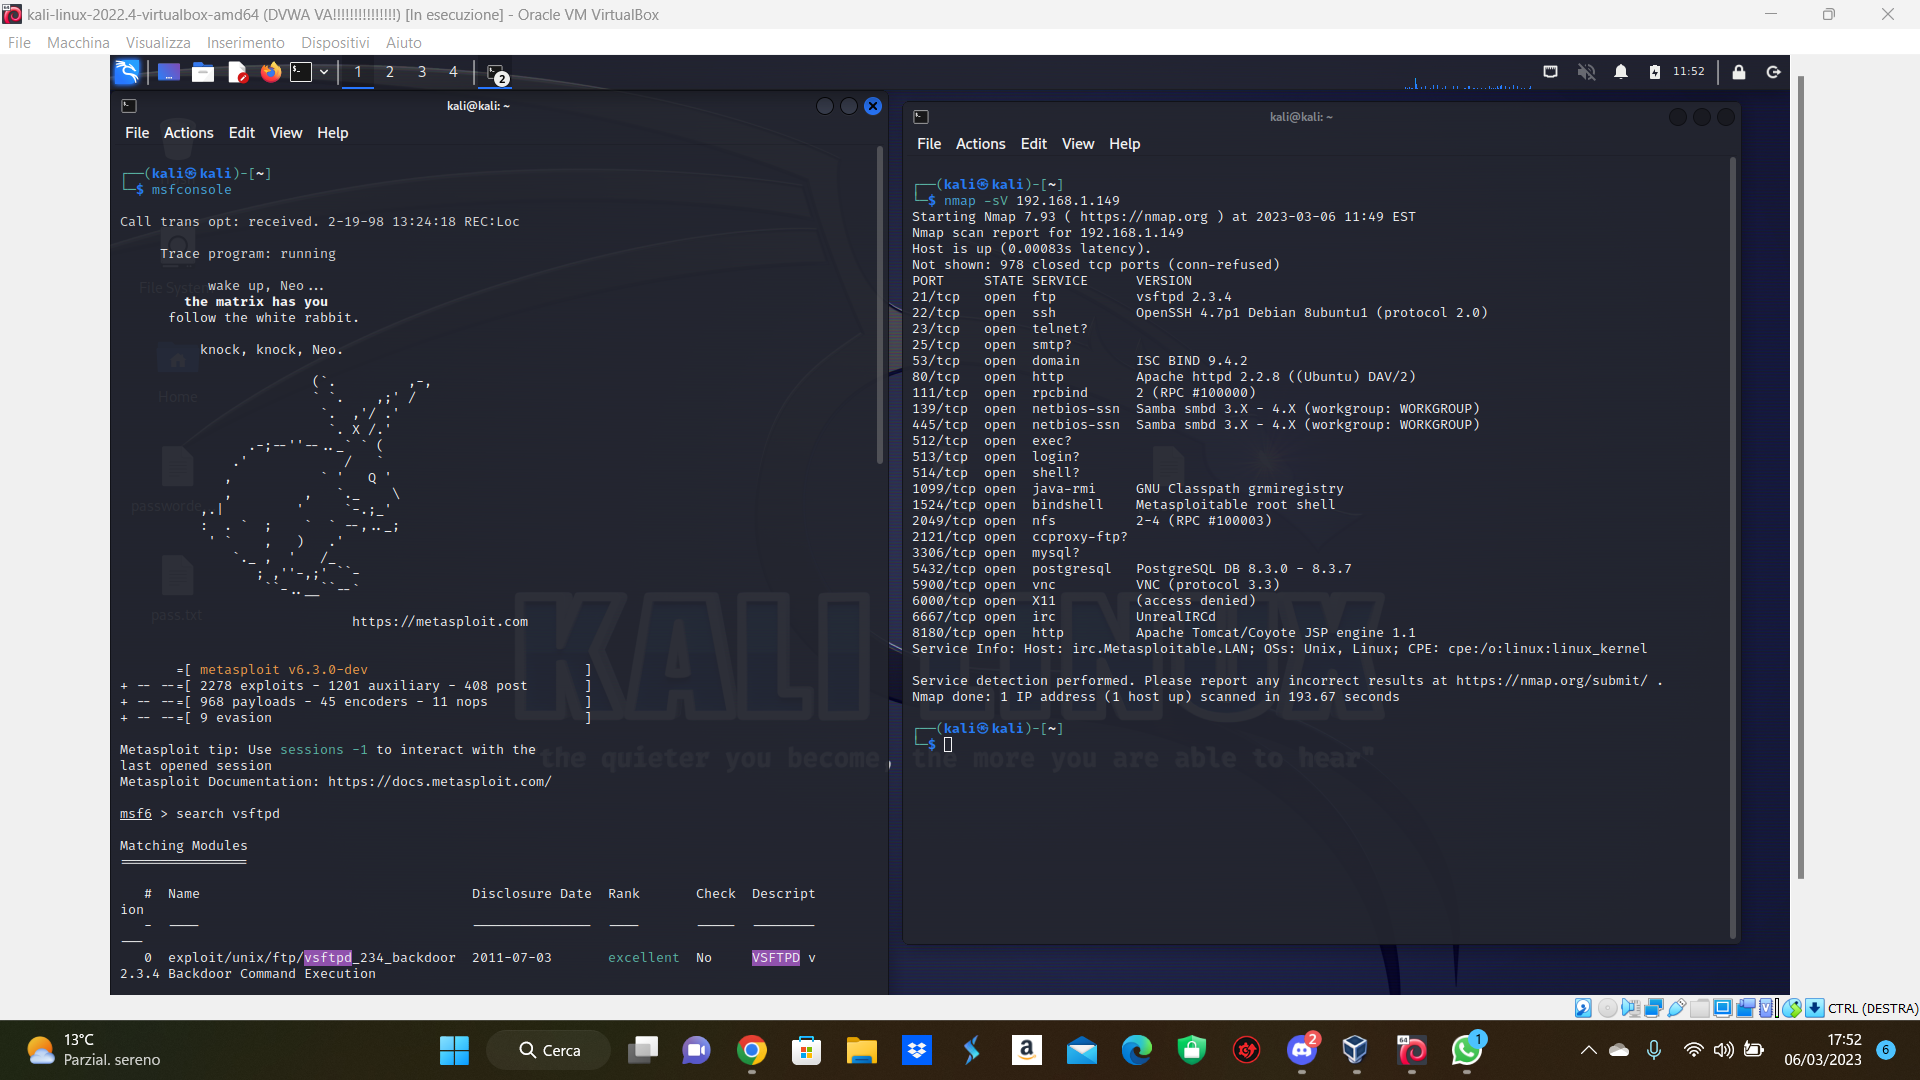 kali-linux-2022.4-virtualbox-amd64 (DVWA VA!!!!!!!!!!!!!!!) [In esecuzione] - Oracle VM VirtualBox
File Macchina Visualizza Inserimento Dispositivi Aiuto
1 2 3 4 2 11:52
kali@kali: ~
File Actions Edit View Help
┌──(kali㉿kali)-[~]
└─$ msfconsole
Call trans opt: received. 2-19-98 13:24:18 REC:Loc
Trace program: running
wake up, Neo...
the matrix has you
follow the white rabbit.
knock, knock, Neo.
https://metasploit.com
=[ metasploit v6.3.0-dev ]
+ -- --=[ 2278 exploits - 1201 auxiliary - 408 post ]
+ -- --=[ 968 payloads - 45 encoders - 11 nops ]
+ -- --=[ 9 evasion ]
Metasploit tip: Use sessions -1 to interact with the
last opened session
Metasploit Documentation: https://docs.metasploit.com/
msf6 > search vsftpd
Matching Modules
================
# Name Disclosure Date Rank Check Descript
ion
- ---- --------------- ---- ----- --------
---
0 exploit/unix/ftp/vsftpd_234_backdoor 2011-07-03 excellent No VSFTPD v
2.3.4 Backdoor Command Execution
File System
Home
passworde
pass.txt
kali@kali: ~
File Actions Edit View Help
┌──(kali㉿kali)-[~]
└─$ nmap -sV 192.168.1.149
Starting Nmap 7.93 ( https://nmap.org ) at 2023-03-06 11:49 EST
Nmap scan report for 192.168.1.149
Host is up (0.00083s latency).
Not shown: 978 closed tcp ports (conn-refused)
PORT STATE SERVICE VERSION
21/tcp open ftp vsftpd 2.3.4
22/tcp open ssh OpenSSH 4.7p1 Debian 8ubuntu1 (protocol 2.0)
23/tcp open telnet?
25/tcp open smtp?
53/tcp open domain ISC BIND 9.4.2
80/tcp open http Apache httpd 2.2.8 ((Ubuntu) DAV/2)
111/tcp open rpcbind 2 (RPC #100000)
139/tcp open netbios-ssn Samba smbd 3.X - 4.X (workgroup: WORKGROUP)
445/tcp open netbios-ssn Samba smbd 3.X - 4.X (workgroup: WORKGROUP)
512/tcp open exec?
513/tcp open login?
514/tcp open shell?
1099/tcp open java-rmi GNU Classpath grmiregistry
1524/tcp open bindshell Metasploitable root shell
2049/tcp open nfs 2-4 (RPC #100003)
2121/tcp open ccproxy-ftp?
3306/tcp open mysql?
5432/tcp open postgresql PostgreSQL DB 8.3.0 - 8.3.7
5900/tcp open vnc VNC (protocol 3.3)
6000/tcp open X11 (access denied)
6667/tcp open irc UnrealIRCd
8180/tcp open http Apache Tomcat/Coyote JSP engine 1.1
Service Info: Host: irc.Metasploitable.LAN; OSs: Unix, Linux; CPE: cpe:/o:linux:linux_kernel
Service detection performed. Please report any incorrect results at https://nmap.org/submit/ .
Nmap done: 1 IP address (1 host up) scanned in 193.67 seconds
┌──(kali㉿kali)-[~]
└─$
KALI LINUX
"the quieter you become, the more you are able to hear"
CTRL (DESTRA)
13°C
Parzial. sereno
Cerca
2
1
17:52
06/03/2023
6